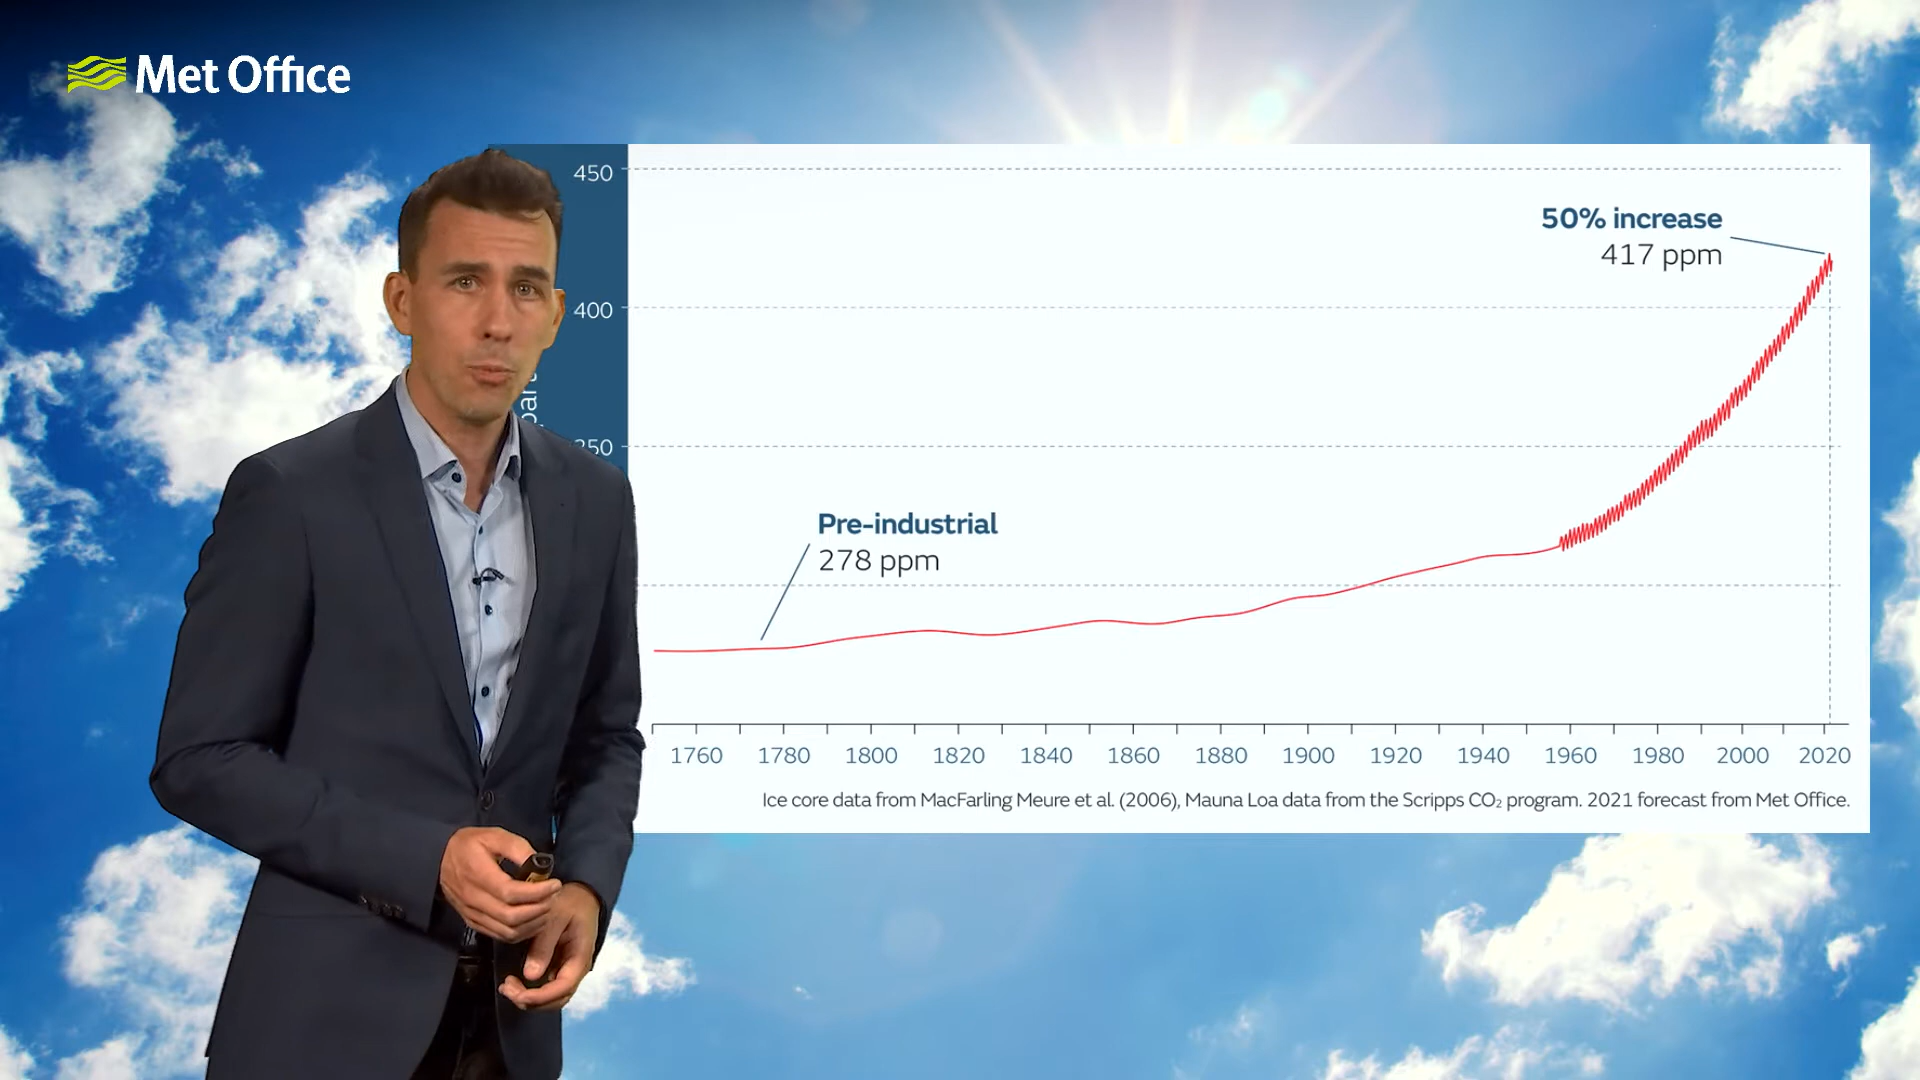 Met Office
450
400
50
50% increase
417 ppm
Pre-industrial
278 ppm
1760 1780 1800 1820 1840 1860 1880 1900 1920 1940 1960 1980 2000 2020
Ice core data from MacFarling Meure et al. (2006), Mauna Loa data from the Scripps CO₂ program. 2021 forecast from Met Office.